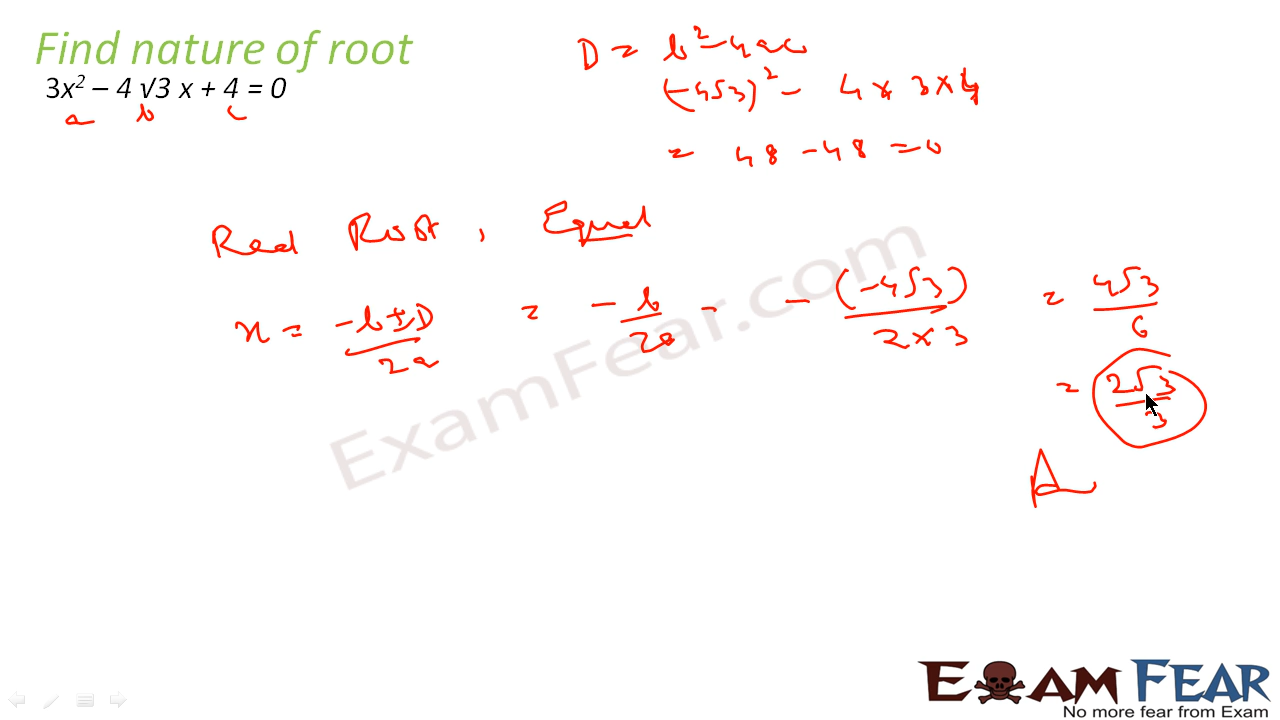 Find nature of root
3x² – 4 √3 x + 4 = 0
a b c
D = b² - 4ac
(-4√3)² - 4 x 3 x 4
= 48 - 48 = 0
Real Root, Equal
x = -b ± D / 2a = - b / 2a = - (-4√3) / 2 x 3 = 4√3 / 6
= 2√3 / 3
ExamFear.com
EXAM FEAR
No more fear from Exam